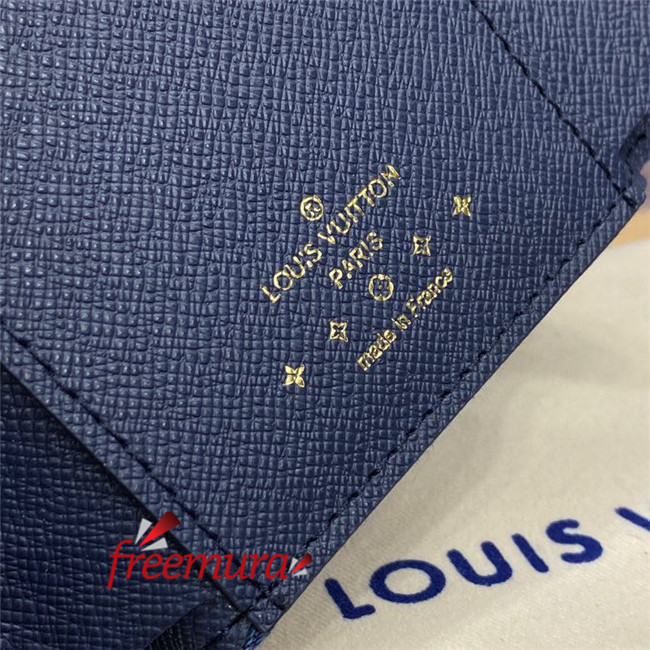 ®
LOUIS VUITTON
PARIS
made in France
freemura
LOUIS V